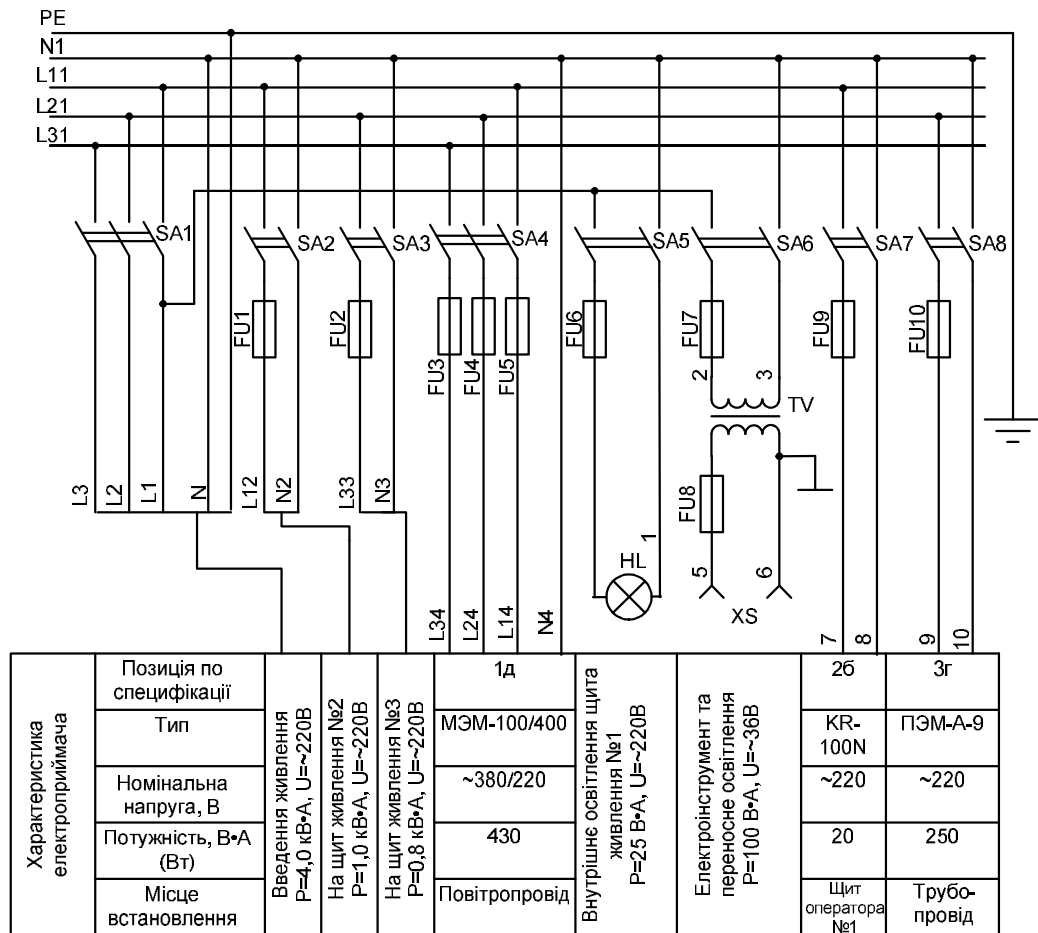 PE
N1
L11
L21
L31
SA1
SA2
SA3
SA4
SA5
SA6
SA7
SA8
FU1
FU2
FU3
FU4
FU5
FU6
FU7
FU9
FU10
2
3
TV
FU8
L3
L2
L1
N
L12
N2
L33
N3
1
HL
5
6
XS
L34
L24
L14
N4
7
8
9
10
Характеристика
електроприймача
Позиція по
специфікації
Тип
Номінальна
напруга, В
Потужність, В•А
(Вт)
Місце
встановлення
Введення живлення
P=4,0 кВ•А, U=~220В
На щит живлення №2
P=1,0 кВ•А, U=~220В
На щит живлення №3
P=0,8 кВ•А, U=~220В
1д
МЭМ-100/400
~380/220
430
Повітропровід
Внутрішнє освітлення щита
живлення №1
P=25 В•А, U=~220В
Електроінструмент та
переносне освітлення
P=100 В•А, U=~36В
2б
KR-
100N
~220
20
Щит
оператора
№1
3г
ПЭМ-А-9
~220
250
Трубо-
провід